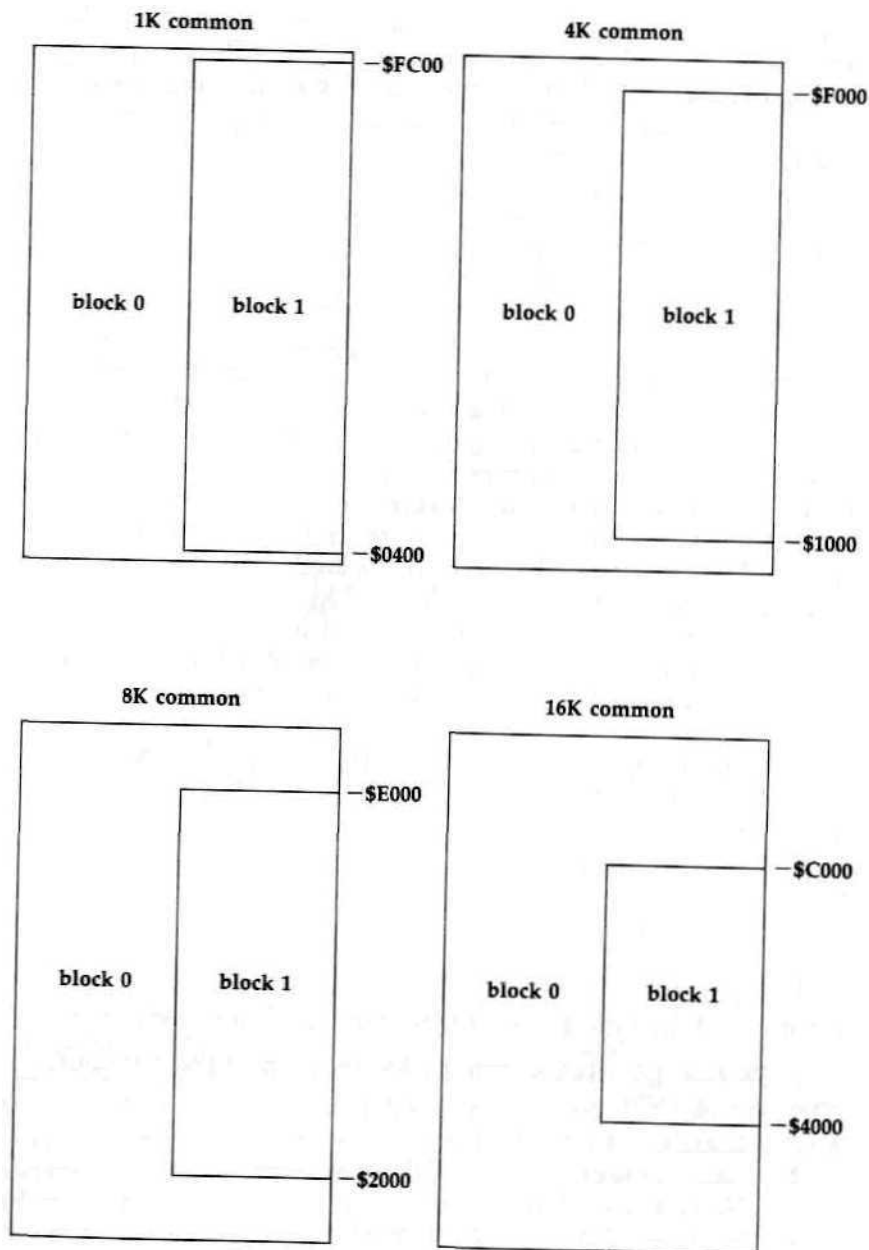 1K common
—$FC00
block 0
block 1
—$0400
4K common
—$F000
block 0
block 1
—$1000
8K common
—$E000
block 0
block 1
—$2000
16K common
—$C000
block 0
block 1
—$4000